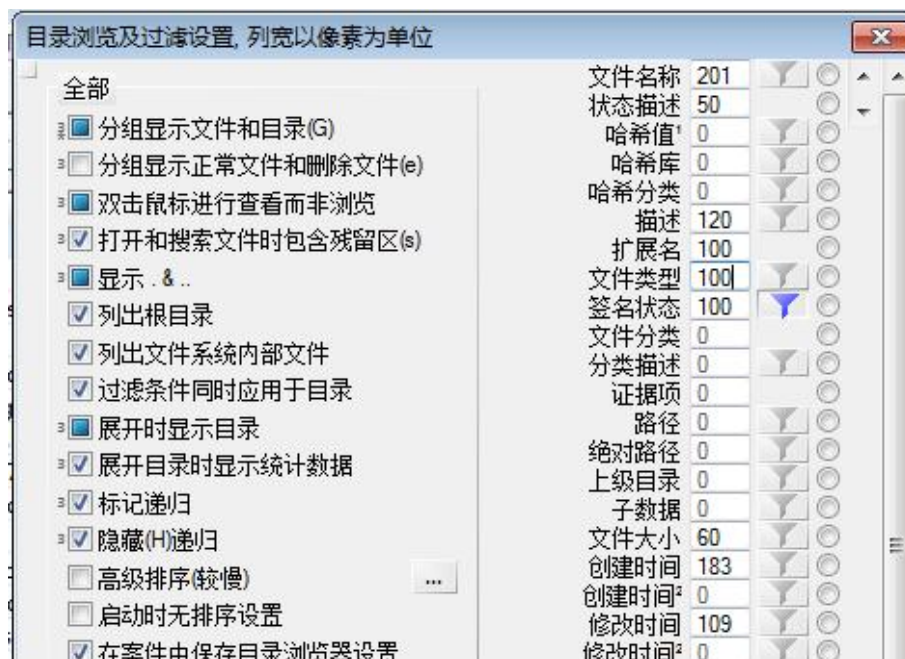 目录浏览及过滤设置, 列宽以像素为单位
全部
分组显示文件和目录(G)
分组显示正常文件和删除文件(e)
双击鼠标进行查看而非浏览
打开和搜索文件时包含残留区(s)
显示 . & ..
列出根目录
列出文件系统内部文件
过滤条件同时应用于目录
展开时显示目录
展开目录时显示统计数据
标记递归
隐藏(H)递归
高级排序(较慢)
...
启动时无排序设置
在案件中保存目录浏览器设置
文件名称 201
状态描述 50
哈希值¹ 0
哈希库 0
哈希分类 0
描述 120
扩展名 100
文件类型 100
签名状态 100
文件分类 0
分类描述 0
证据项 0
路径 0
绝对路径 0
上级目录 0
子数据 0
文件大小 60
创建时间 183
创建时间² 0
修改时间 109
修改时间² 0